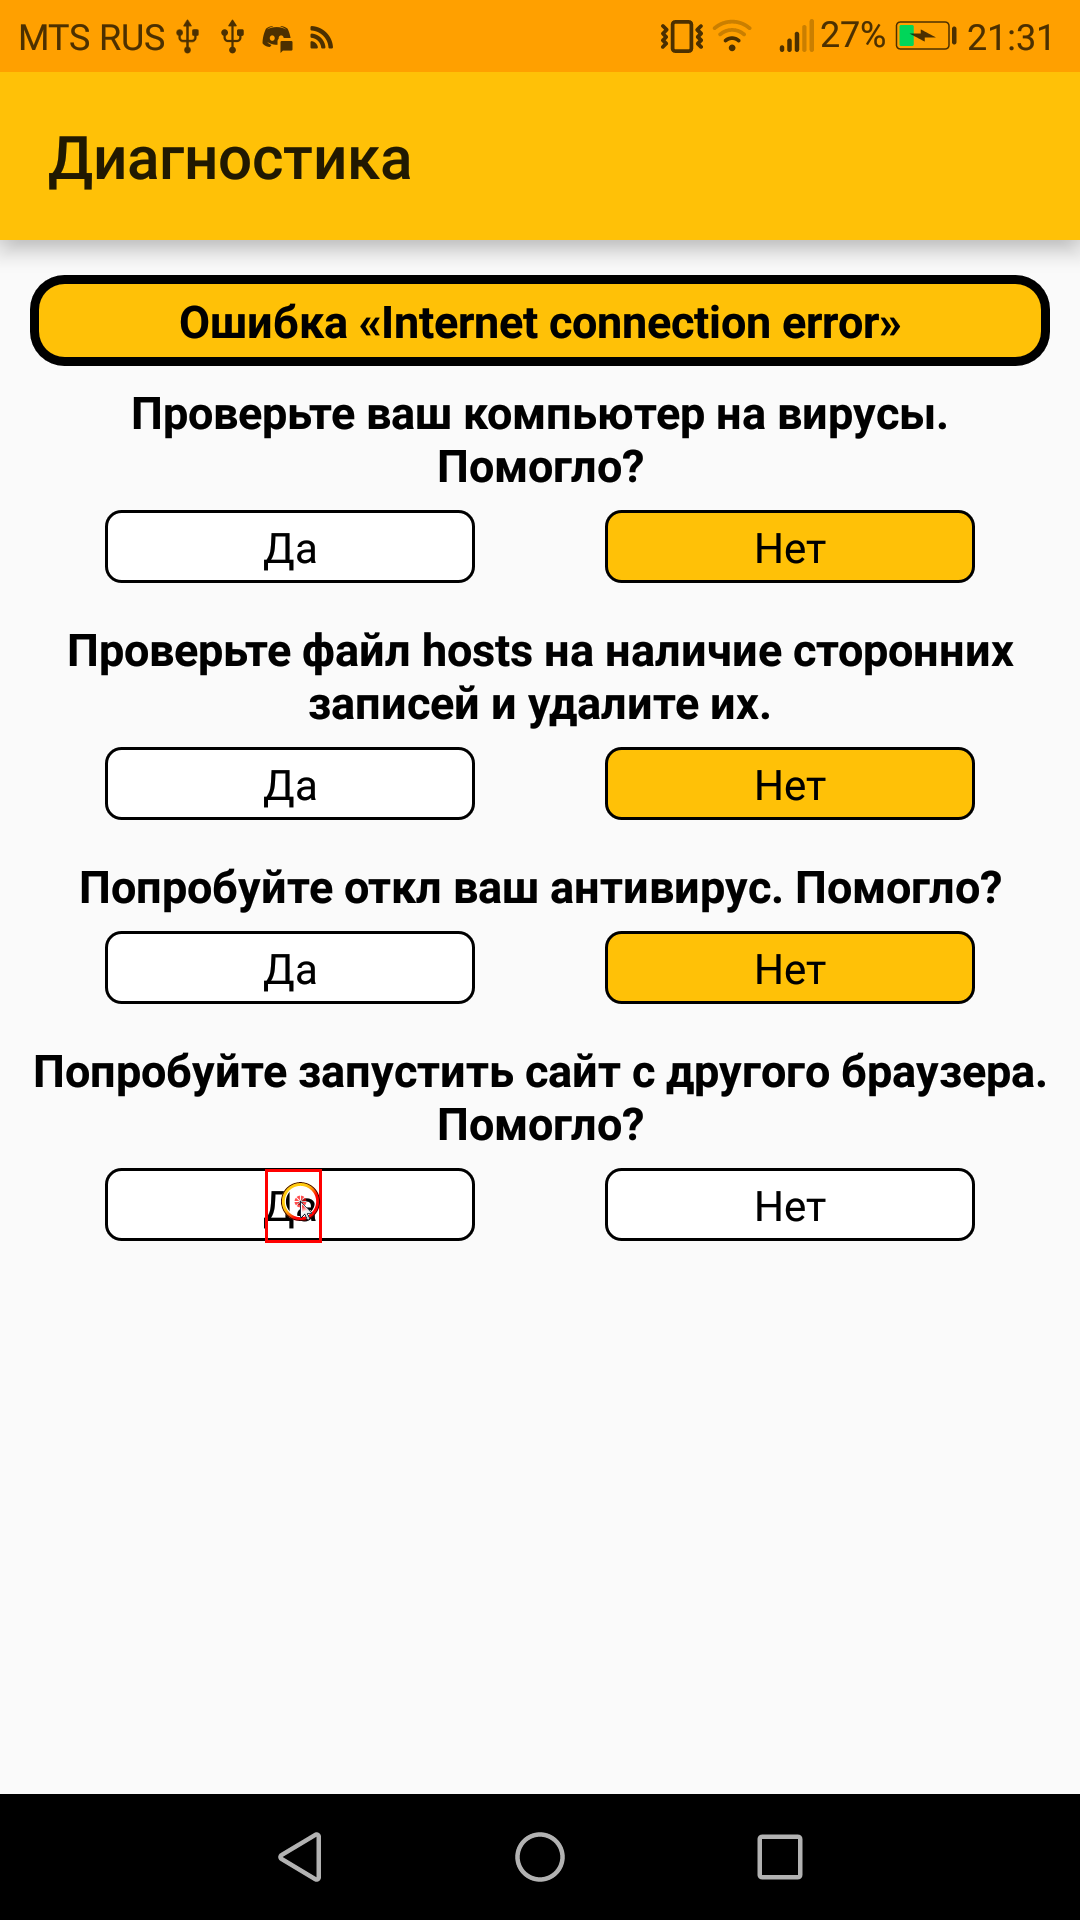 MTS RUS 27% 21:31
Диагностика
Ошибка «Internet connection error»
Проверьте ваш компьютер на вирусы.
Помогло?
Да Нет
Проверьте файл hosts на наличие сторонних
записей и удалите их.
Да Нет
Попробуйте откл ваш антивирус. Помогло?
Да Нет
Попробуйте запустить сайт с другого браузера.
Помогло?
Да Нет